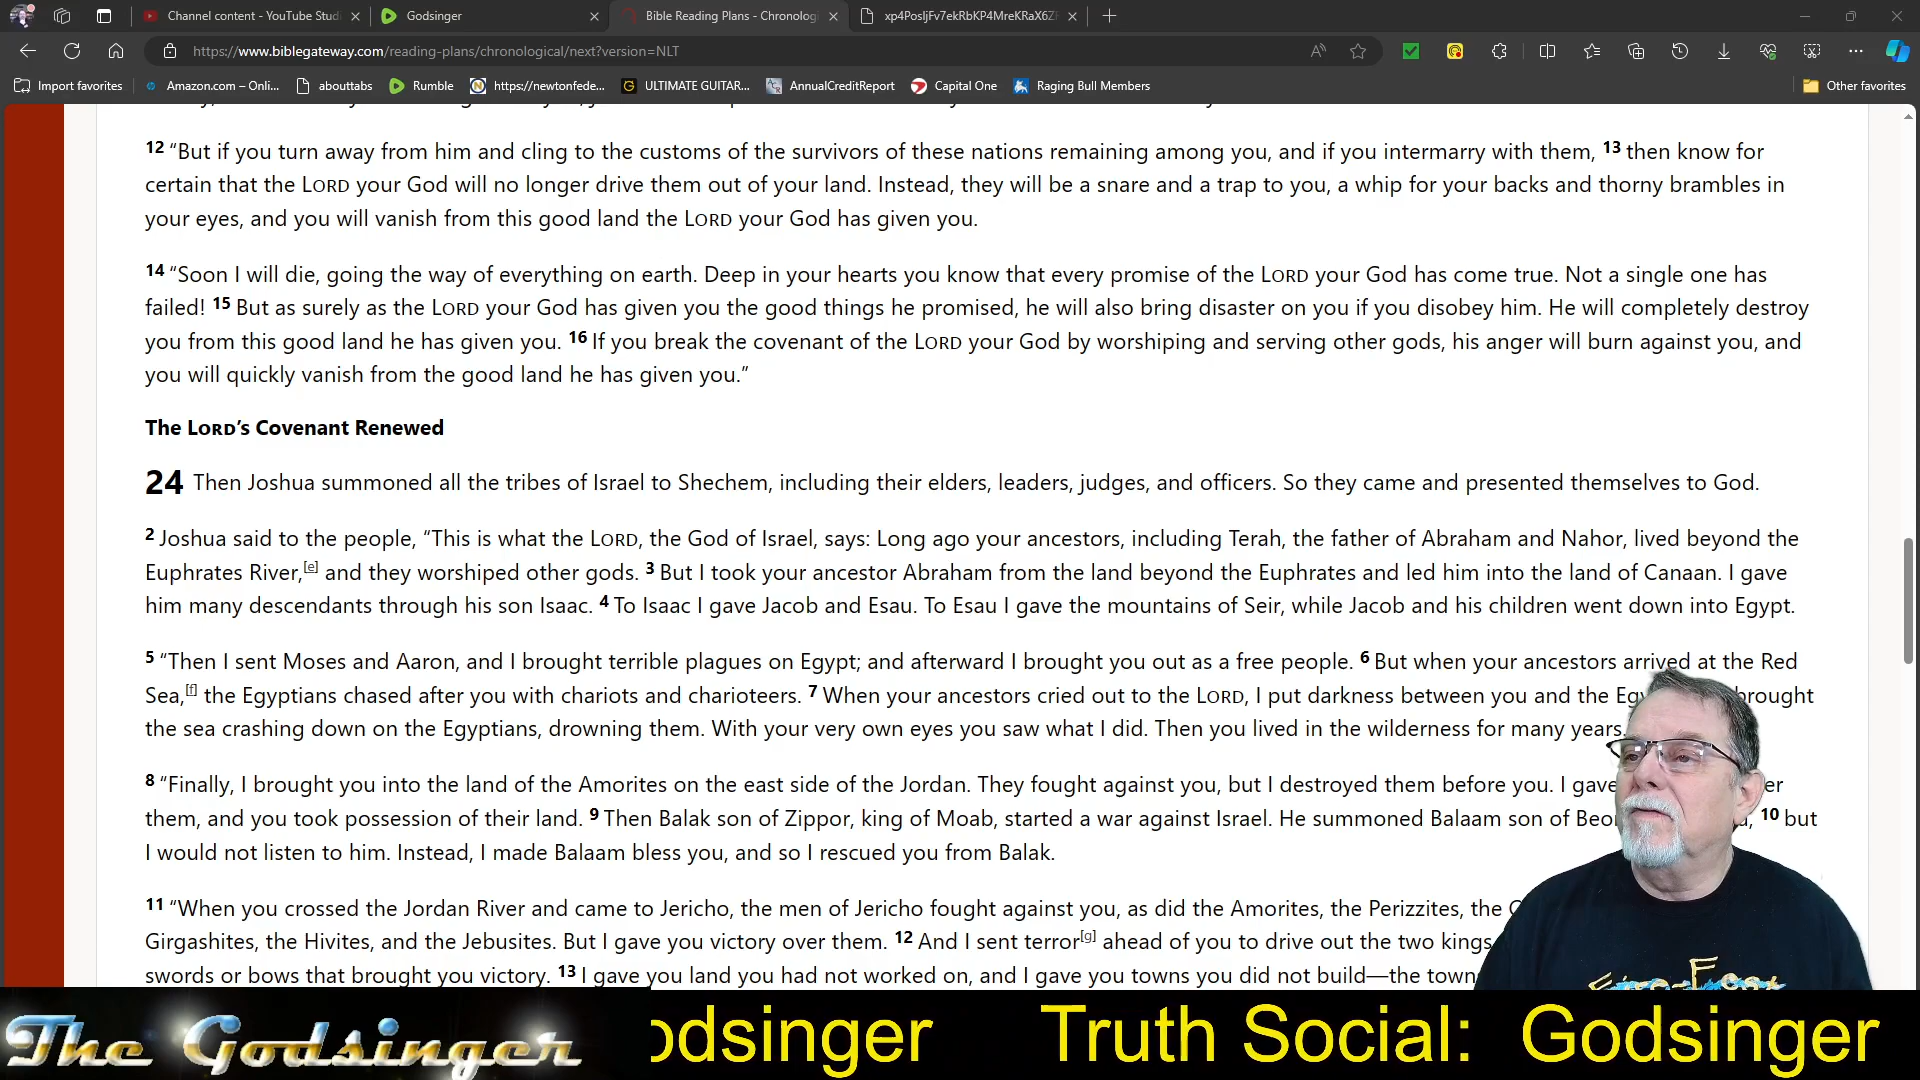 Channel content - YouTube Stud
Godsinger
Bible Reading Plans - Chronolog
xp4PosIjFv7ekRbKP4MreKRaX6ZF
https://www.biblegateway.com/reading-plans/chronological/next?version=NLT
Import favorites
Amazon.com – Onli...
abouttabs
Rumble
https://newtonfede...
ULTIMATE GUITAR...
AnnualCreditReport
Capital One
Raging Bull Members
Other favorites
12 “But if you turn away from him and cling to the customs of the survivors of these nations remaining among you, and if you intermarry with them, 13 then know for
certain that the LORD your God will no longer drive them out of your land. Instead, they will be a snare and a trap to you, a whip for your backs and thorny brambles in
your eyes, and you will vanish from this good land the LORD your God has given you.
14 “Soon I will die, going the way of everything on earth. Deep in your hearts you know that every promise of the LORD your God has come true. Not a single one has
failed! 15 But as surely as the LORD your God has given you the good things he promised, he will also bring disaster on you if you disobey him. He will completely destroy
you from this good land he has given you. 16 If you break the covenant of the LORD your God by worshiping and serving other gods, his anger will burn against you, and
you will quickly vanish from the good land he has given you.”
The LORD’s Covenant Renewed
24 Then Joshua summoned all the tribes of Israel to Shechem, including their elders, leaders, judges, and officers. So they came and presented themselves to God.
2 Joshua said to the people, “This is what the LORD, the God of Israel, says: Long ago your ancestors, including Terah, the father of Abraham and Nahor, lived beyond the
Euphrates River,[e] and they worshiped other gods. 3 But I took your ancestor Abraham from the land beyond the Euphrates and led him into the land of Canaan. I gave
him many descendants through his son Isaac. 4 To Isaac I gave Jacob and Esau. To Esau I gave the mountains of Seir, while Jacob and his children went down into Egypt.
5 “Then I sent Moses and Aaron, and I brought terrible plagues on Egypt; and afterward I brought you out as a free people. 6 But when your ancestors arrived at the Red
Sea,[f] the Egyptians chased after you with chariots and charioteers. 7 When your ancestors cried out to the LORD, I put darkness between you and the Eg brought
the sea crashing down on the Egyptians, drowning them. With your very own eyes you saw what I did. Then you lived in the wilderness for many years.
8 “Finally, I brought you into the land of the Amorites on the east side of the Jordan. They fought against you, but I destroyed them before you. I gave er
them, and you took possession of their land. 9 Then Balak son of Zippor, king of Moab, started a war against Israel. He summoned Balaam son of Beo 10 but
I would not listen to him. Instead, I made Balaam bless you, and so I rescued you from Balak.
11 “When you crossed the Jordan River and came to Jericho, the men of Jericho fought against you, as did the Amorites, the Perizzites, the
Girgashites, the Hivites, and the Jebusites. But I gave you victory over them. 12 And I sent terror[g] ahead of you to drive out the two kings
swords or bows that brought you victory. 13 I gave you land you had not worked on, and I gave you towns you did not build—the town
The Godsinger
odsinger Truth Social: Godsinger